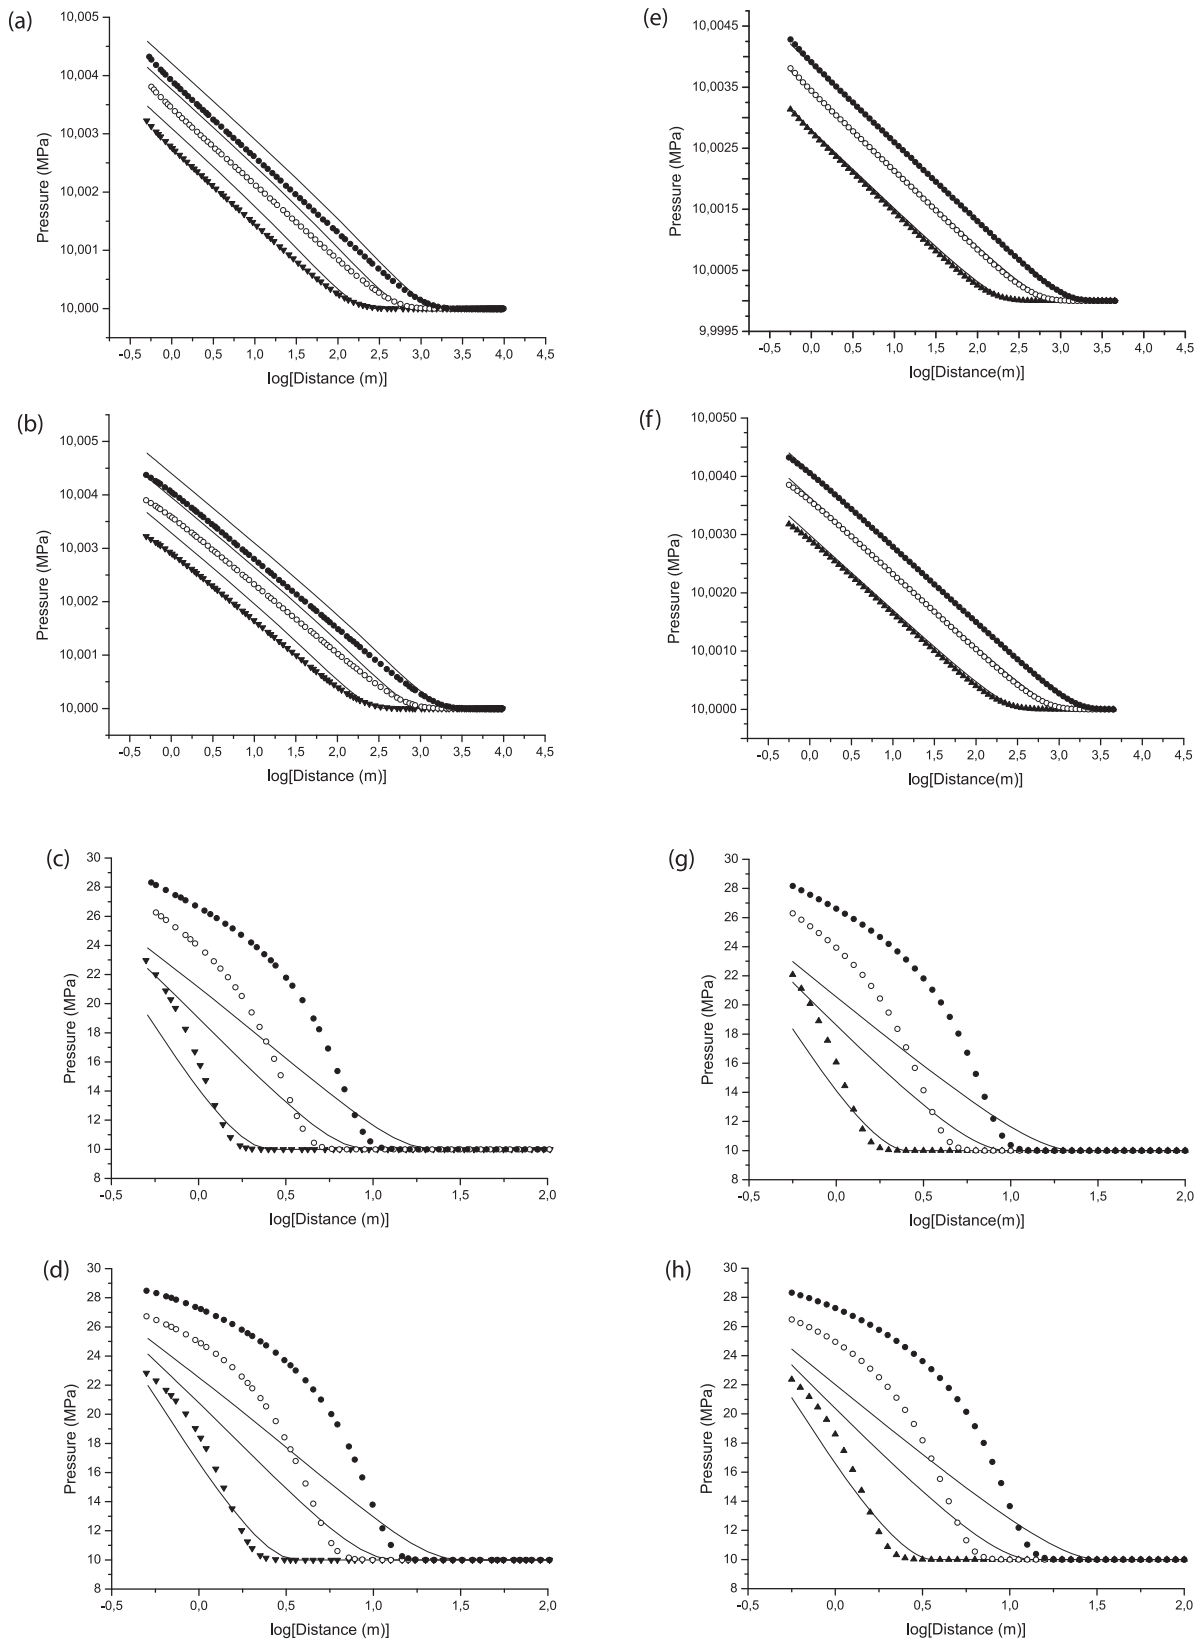 (a)
10,005
10,004
10,003
10,002
10,001
10,000
Pressure (MPa)
-0,5 0,0 0,5 1,0 1,5 2,0 2,5 3,0 3,5 4,0 4,5
log[Distance (m)]
(e)
10,0045
10,0035
10,0025
10,0015
10,0005
9,9995
Pressure (MPa)
-0,5 0,0 0,5 1,0 1,5 2,0 2,5 3,0 3,5 4,0 4,5
log[Distance(m)]
(b)
10,005
10,004
10,003
10,002
10,001
10,000
Pressure (MPa)
-0,5 0,0 0,5 1,0 1,5 2,0 2,5 3,0 3,5 4,0 4,5
log[Distance (m)]
(f)
10,0050
10,0040
10,0030
10,0020
10,0010
10,0000
Pressure (MPa)
-0,5 0,0 0,5 1,0 1,5 2,0 2,5 3,0 3,5 4,0 4,5
log[Distance(m)]
(c)
30
28
26
24
22
20
18
16
14
12
10
8
Pressure (MPa)
-0,5 0,0 0,5 1,0 1,5 2,0
log[Distance (m)]
(g)
30
28
26
24
22
20
18
16
14
12
10
8
Pressure (MPa)
-0,5 0,0 0,5 1,0 1,5 2,0
log[Distance(m)]
(d)
30
28
26
24
22
20
18
16
14
12
10
8
Pressure (MPa)
-0,5 0,0 0,5 1,0 1,5 2,0
log[Distance (m)]
(h)
30
28
26
24
22
20
18
16
14
12
10
8
Pressure (MPa)
-0,5 0,0 0,5 1,0 1,5 2,0
log[Distance (m)]